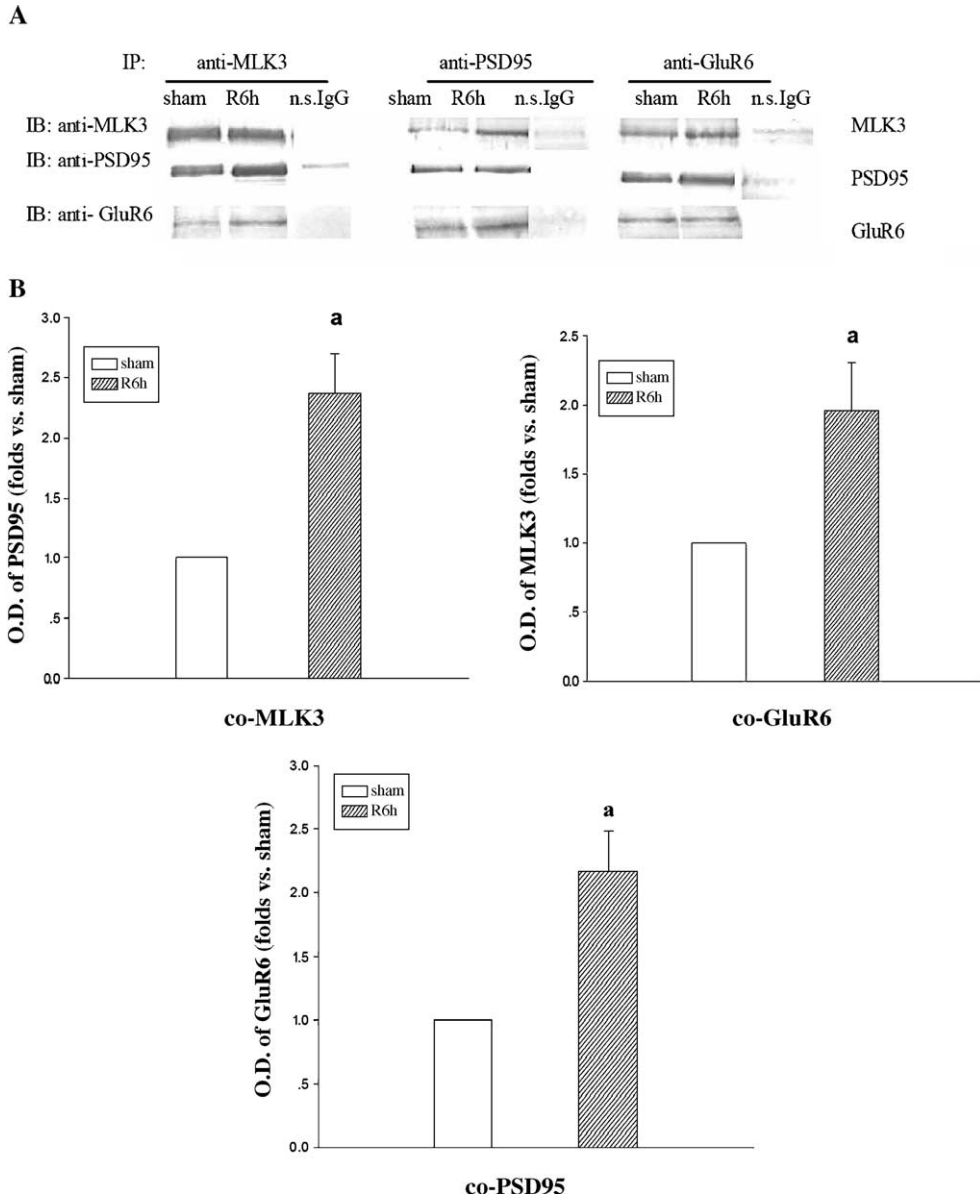 A
IP: anti-MLK3 anti-PSD95 anti-GluR6
sham R6h n.s.IgG sham R6h n.s.IgG sham R6h n.s.IgG
IB: anti-MLK3 MLK3
IB: anti-PSD95 PSD95
IB: anti- GluR6 GluR6
B
O.D. of PSD95 (folds vs. sham)
3.0
2.5
2.0
1.5
1.0
.5
0.0
sham
R6h
a
co-MLK3
O.D. of MLK3 (folds vs. sham)
2.5
2.0
1.5
1.0
.5
0.0
sham
R6h
a
co-GluR6
O.D. of GluR6 (folds vs. sham)
3.0
2.5
2.0
1.5
1.0
.5
0.0
sham
R6h
a
co-PSD95